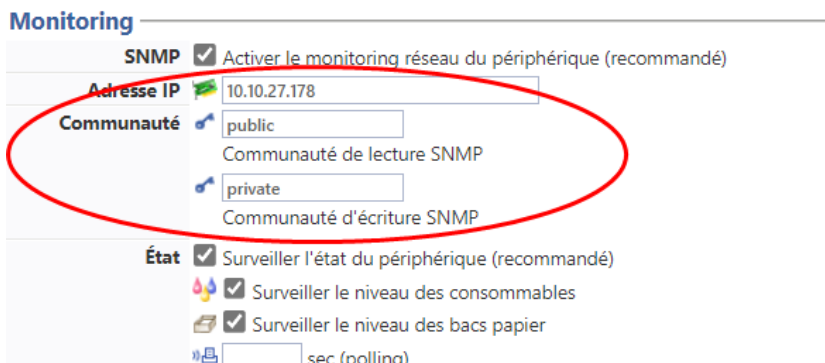 Monitoring
SNMP Activer le monitoring réseau du périphérique (recommandé)
Adresse IP 10.10.27.178
Communauté public
Communauté de lecture SNMP
private
Communauté d'écriture SNMP
État Surveiller l'état du périphérique (recommandé)
Surveiller le niveau des consommables
Surveiller le niveau des bacs papier
sec (polling)